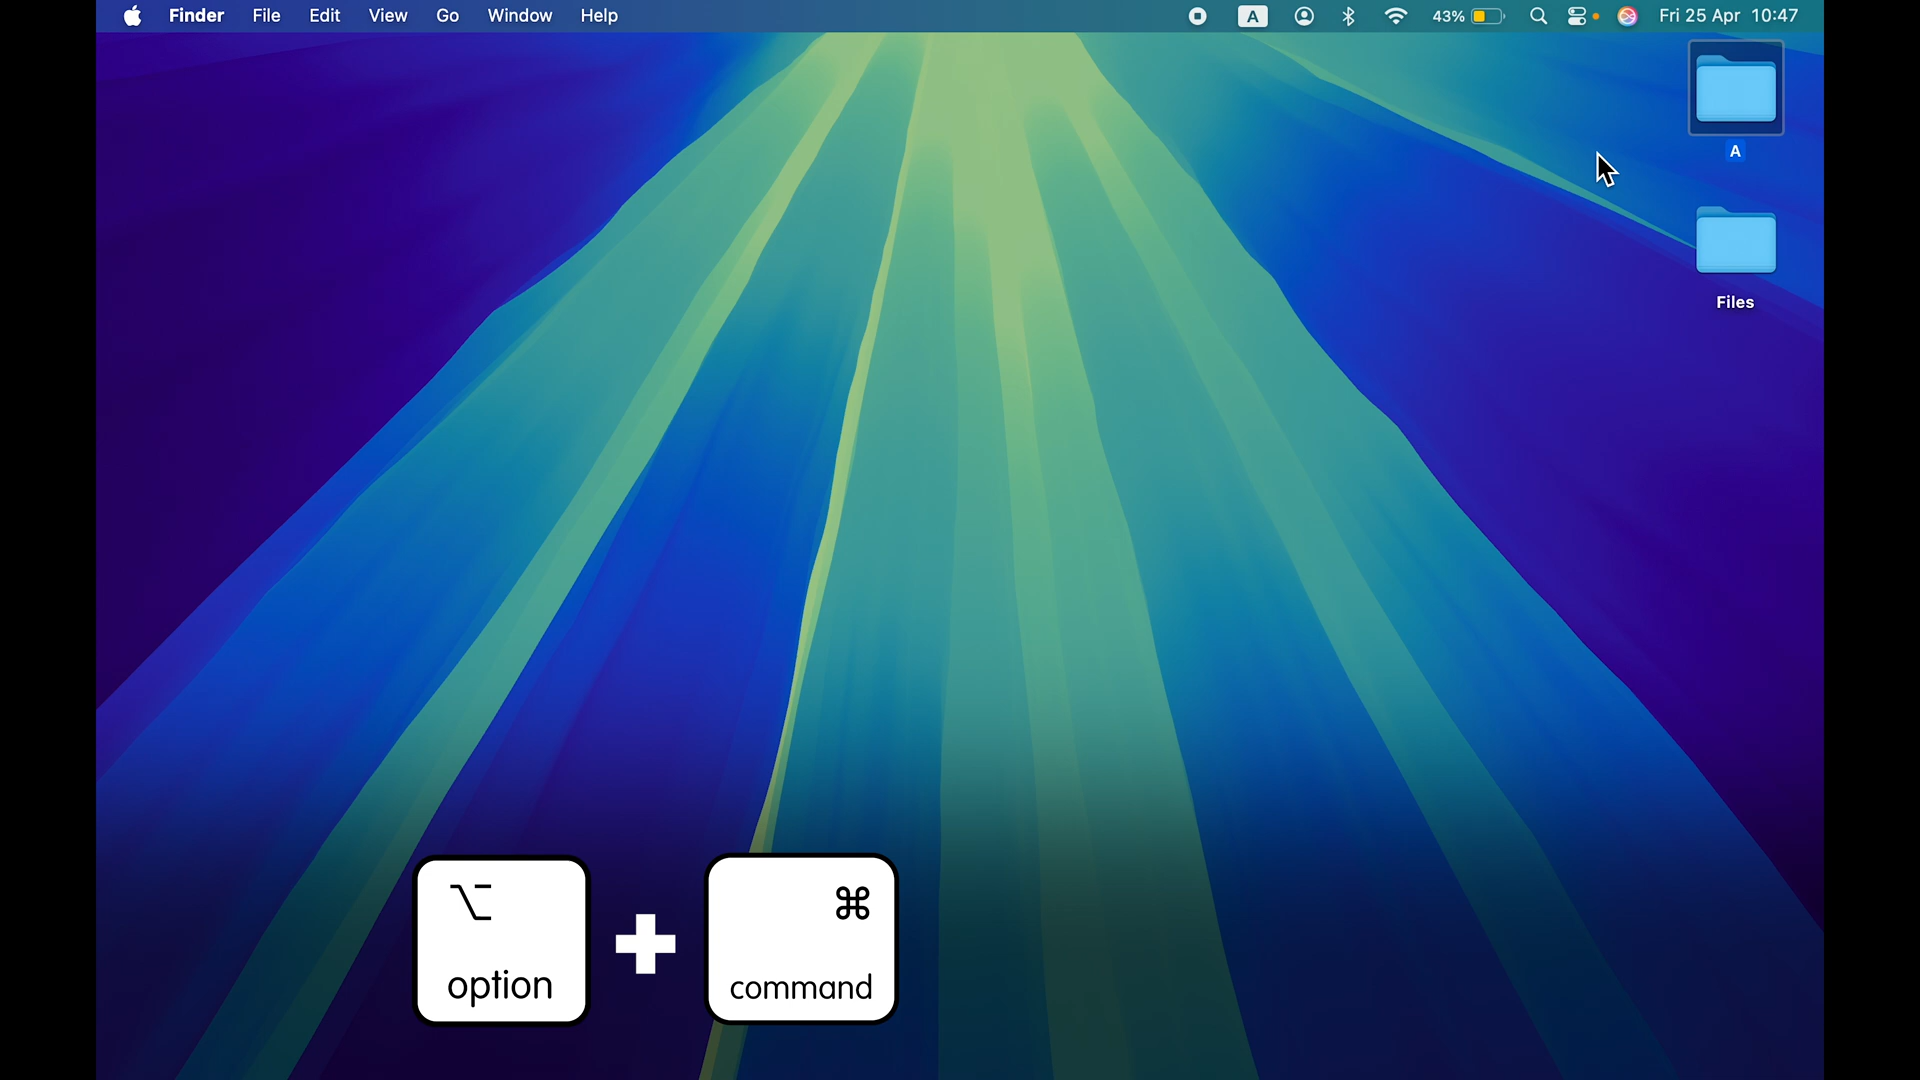 Finder File Edit View Go Window Help A 43% Fri 25 Apr 10:47
A
Files
⌥ ⌘
option + command